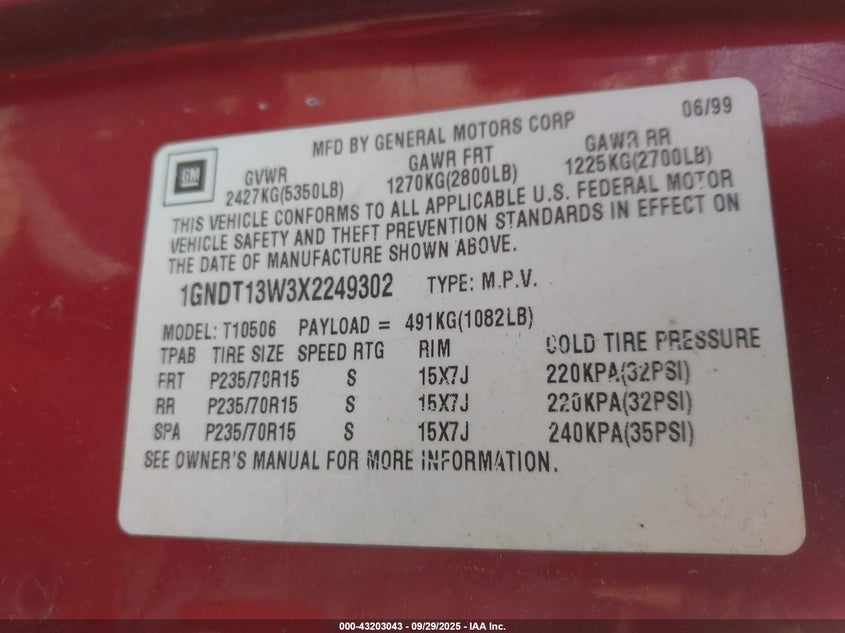 06/99
MFD BY GENERAL MOTORS CORP
GM
GVWR GAWR FRT GAWR RR
2427KG(5350LB) 1270KG(2800LB) 1225KG(2700LB)
THIS VEHICLE CONFORMS TO ALL APPLICABLE U.S. FEDERAL MOTOR
VEHICLE SAFETY AND THEFT PREVENTION STANDARDS IN EFFECT ON
THE DATE OF MANUFACTURE SHOWN ABOVE.
1GNDT13W3X2249302 TYPE: M.P.V.
MODEL: T10506 PAYLOAD = 491KG(1082LB)
TPAB TIRE SIZE SPEED RTG RIM COLD TIRE PRESSURE
FRT P235/70R15 S 15X7J 220KPA(32PSI)
RR P235/70R15 S 15X7J 220KPA(32PSI)
SPA P235/70R15 S 15X7J 240KPA(35PSI)
SEE OWNER'S MANUAL FOR MORE INFORMATION.
000-43203043 - 09/29/2025 - IAA Inc.